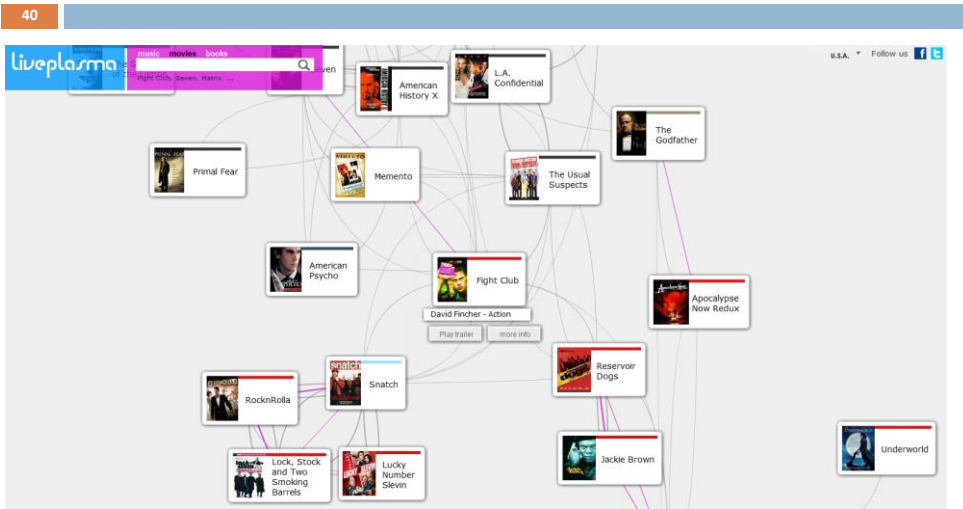 40
liveplasma
music movies books
Fight Club, Seven, Matrix, ...
Seven
U.S.A.
Follow us
American
History X
L.A.
Confidential
The
Godfather
Primal Fear
Memento
The Usual
Suspects
American
Psycho
Fight Club
David Fincher - Action
Play trailer
more info
Apocalypse
Now Redux
Reservoir
Dogs
snatch
Snatch
RocknRolla
Lock, Stock
and Two
Smoking
Barrels
Lucky
Number
Slevin
Jackie Brown
Underworld